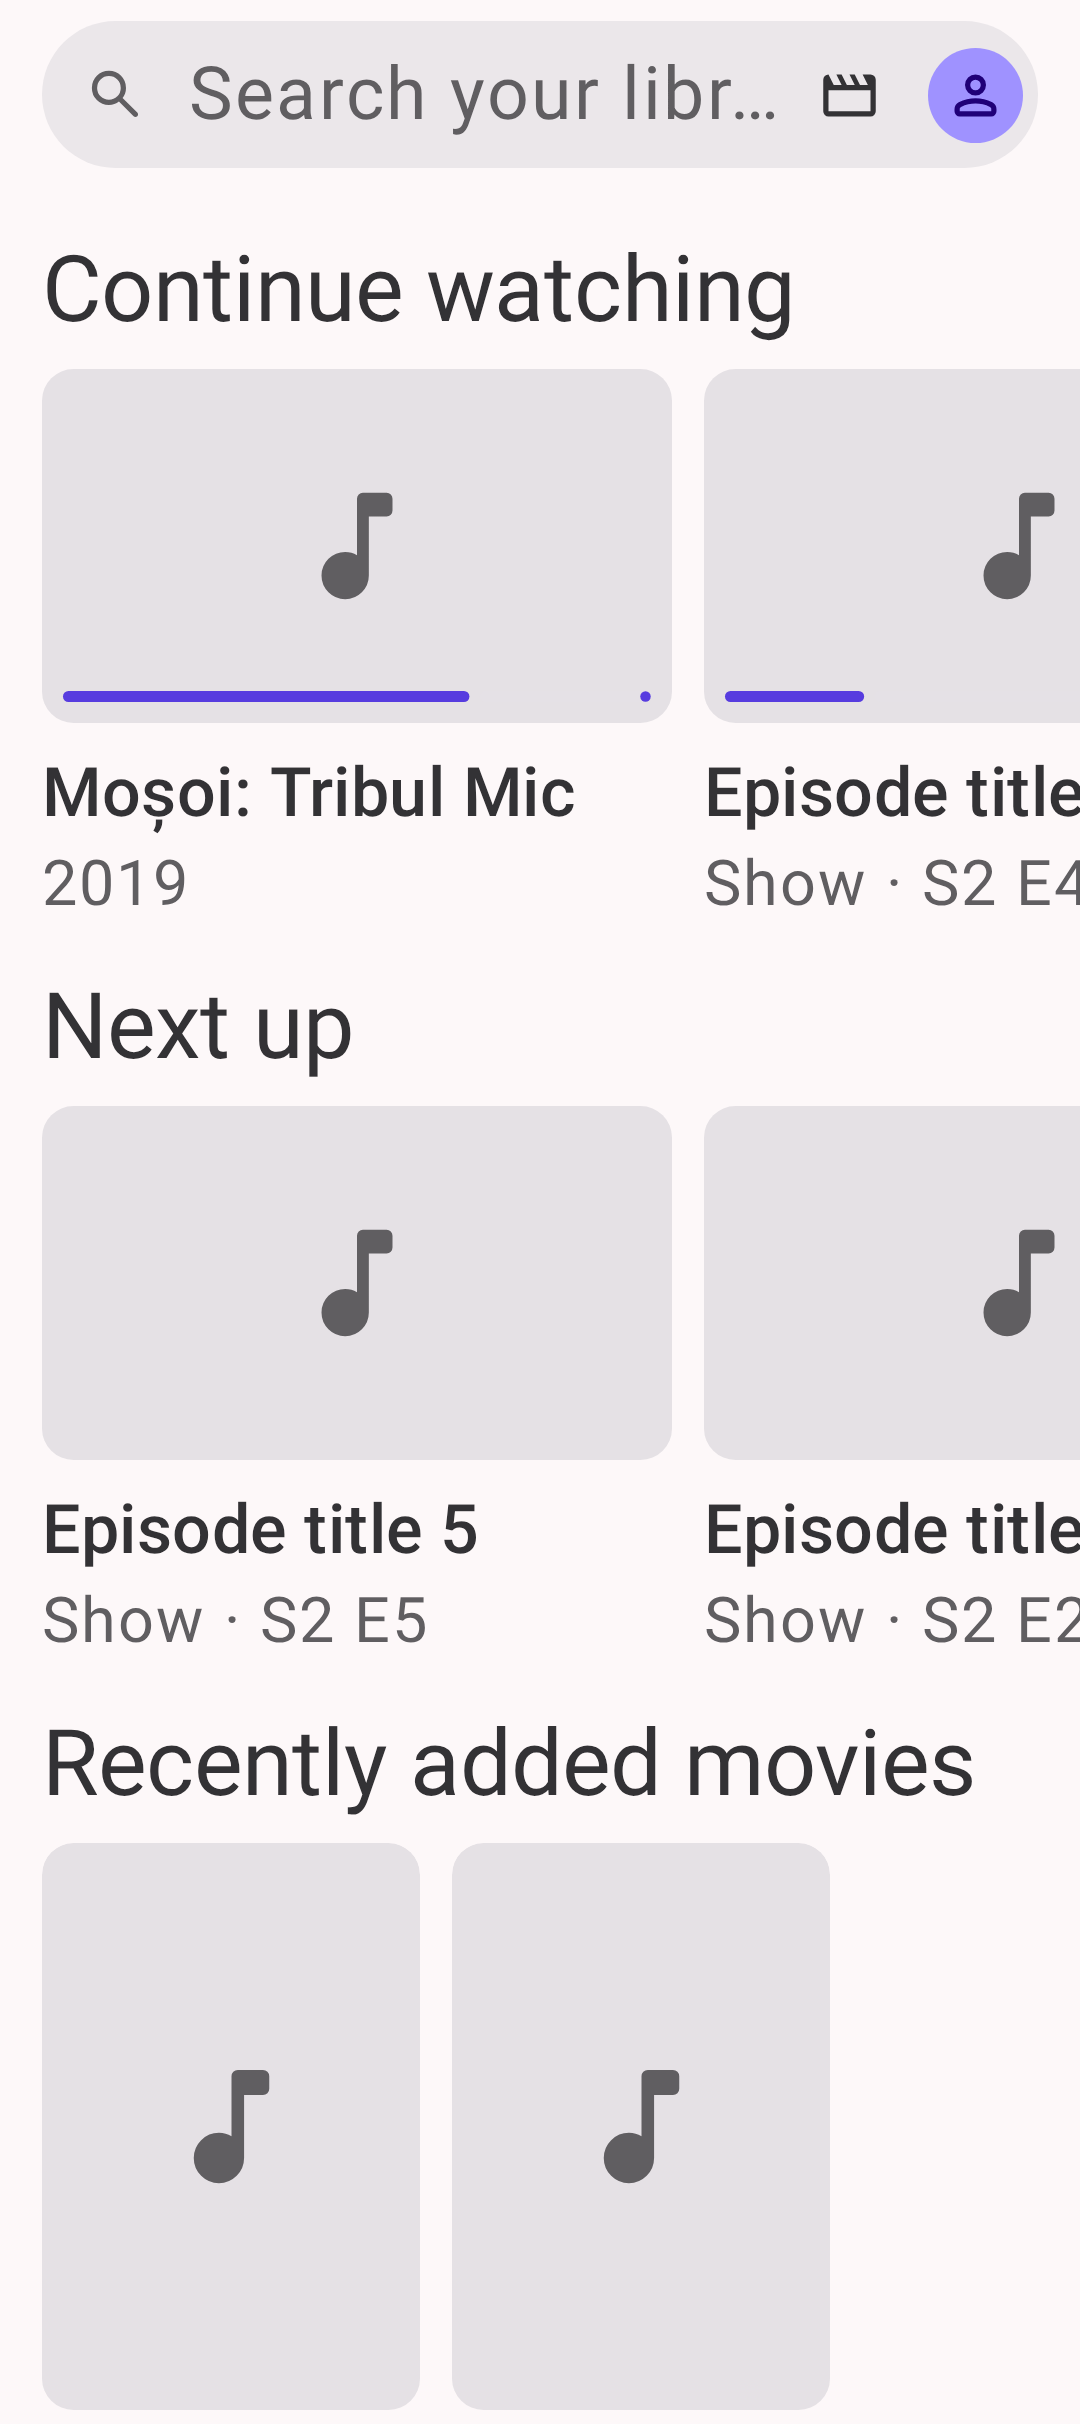 Search your libr...
Continue watching
Moșoi: Tribul Mic
2019
Episode title
Show · S2 E4
Next up
Episode title 5
Show · S2 E5
Episode title
Show · S2 E2
Recently added movies